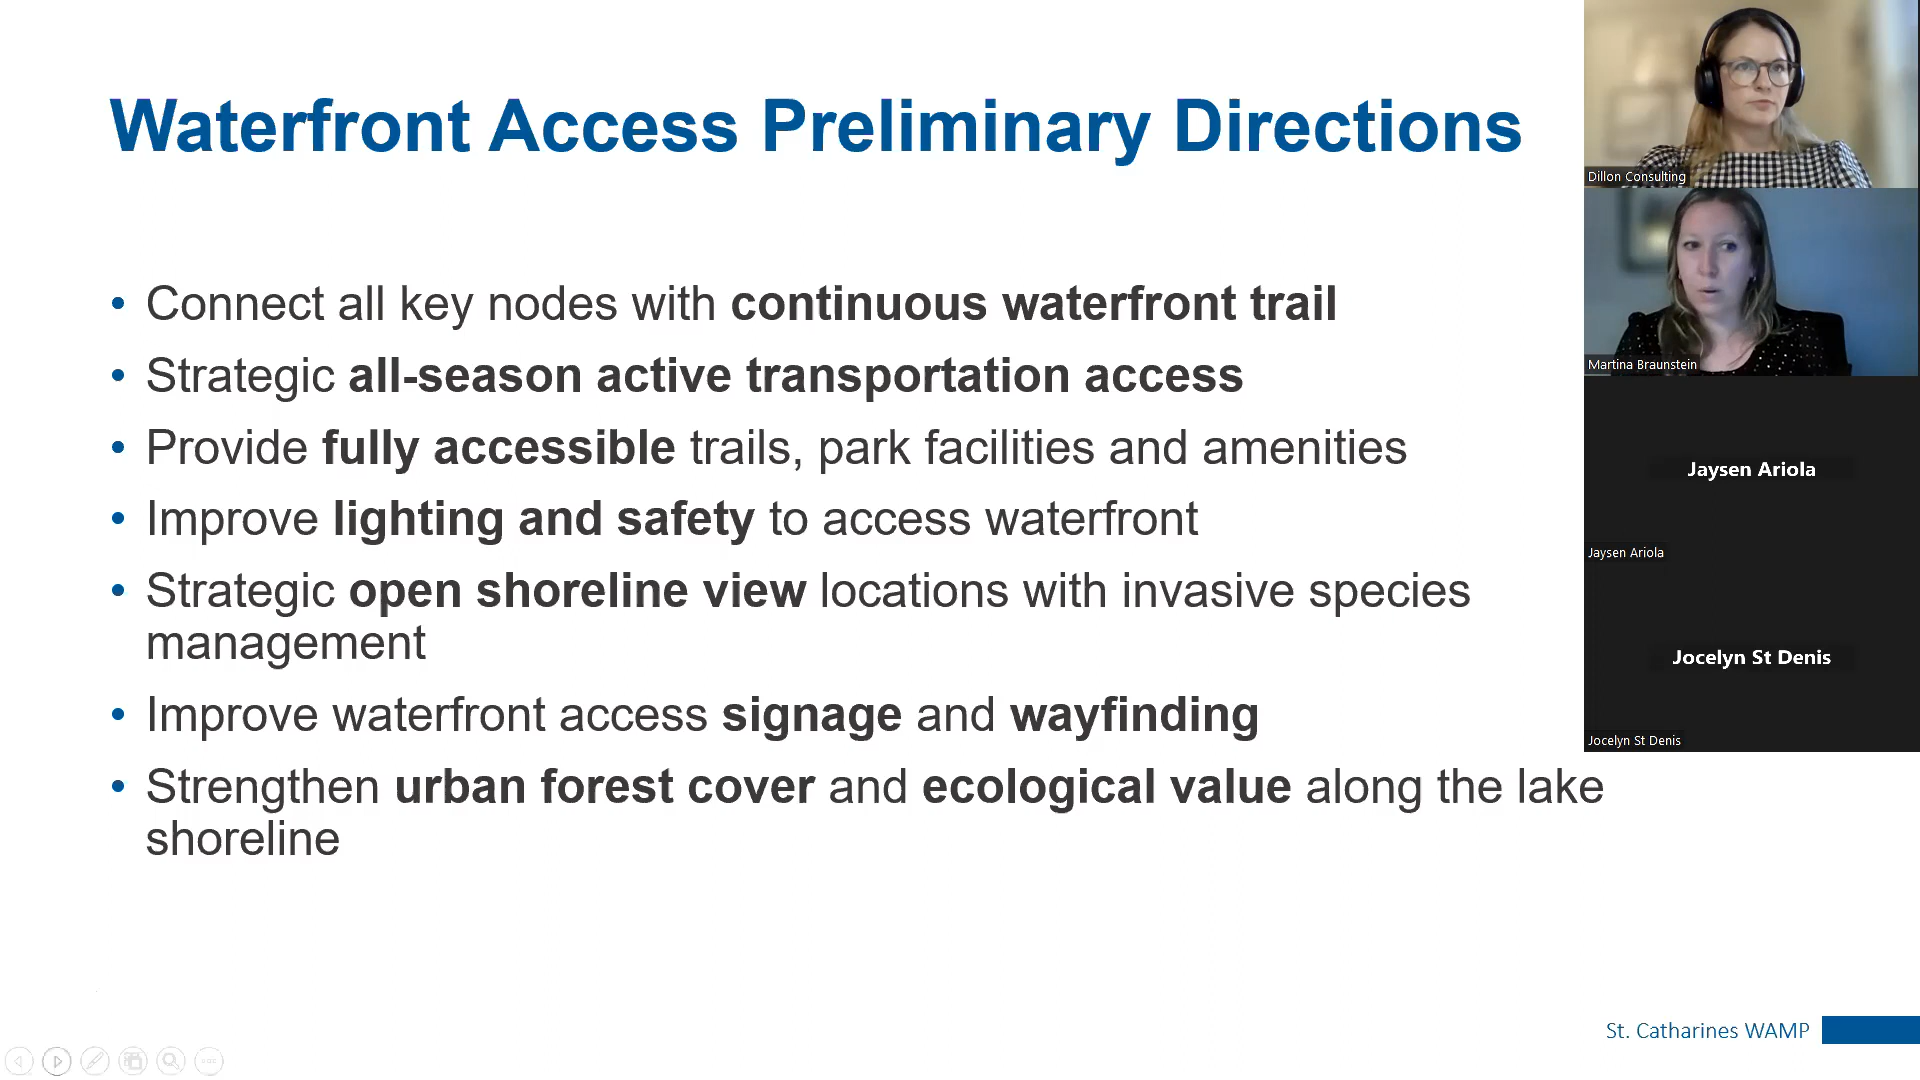 Waterfront Access Preliminary Directions
• Connect all key nodes with continuous waterfront trail
• Strategic all-season active transportation access
• Provide fully accessible trails, park facilities and amenities
• Improve lighting and safety to access waterfront
• Strategic open shoreline view locations with invasive species
management
• Improve waterfront access signage and wayfinding
• Strengthen urban forest cover and ecological value along the lake
shoreline
St. Catharines WAMP
Dillon Consulting
Martina Braunstein
Jaysen Ariola
Jaysen Ariola
Jocelyn St Denis
Jocelyn St Denis